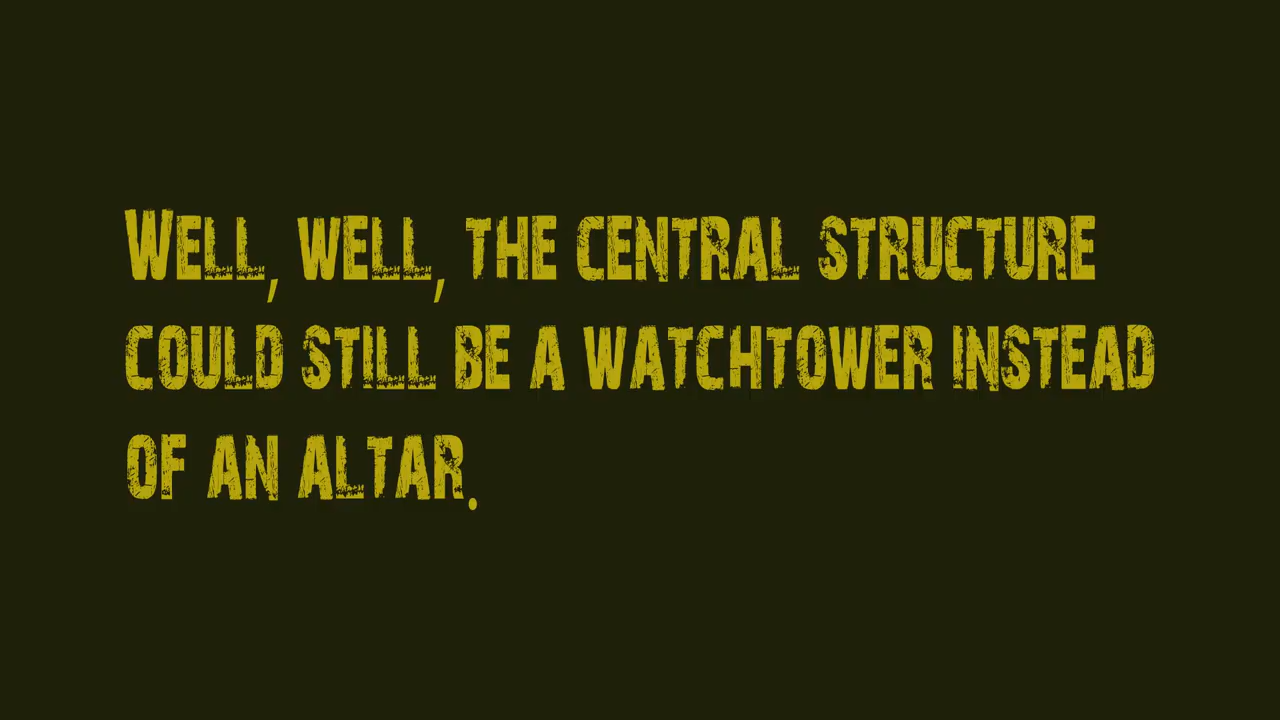 Well, well, the central structure
could still be a watchtower instead
of an altar.